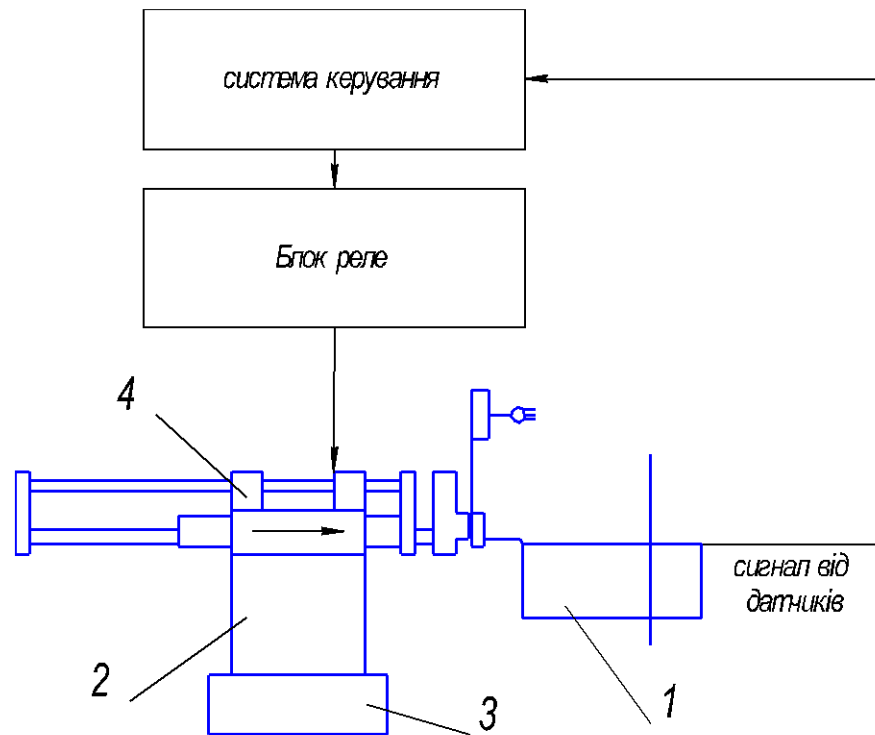 система керування
Блок реле
4
сигнал від
датчиків
2
3
1